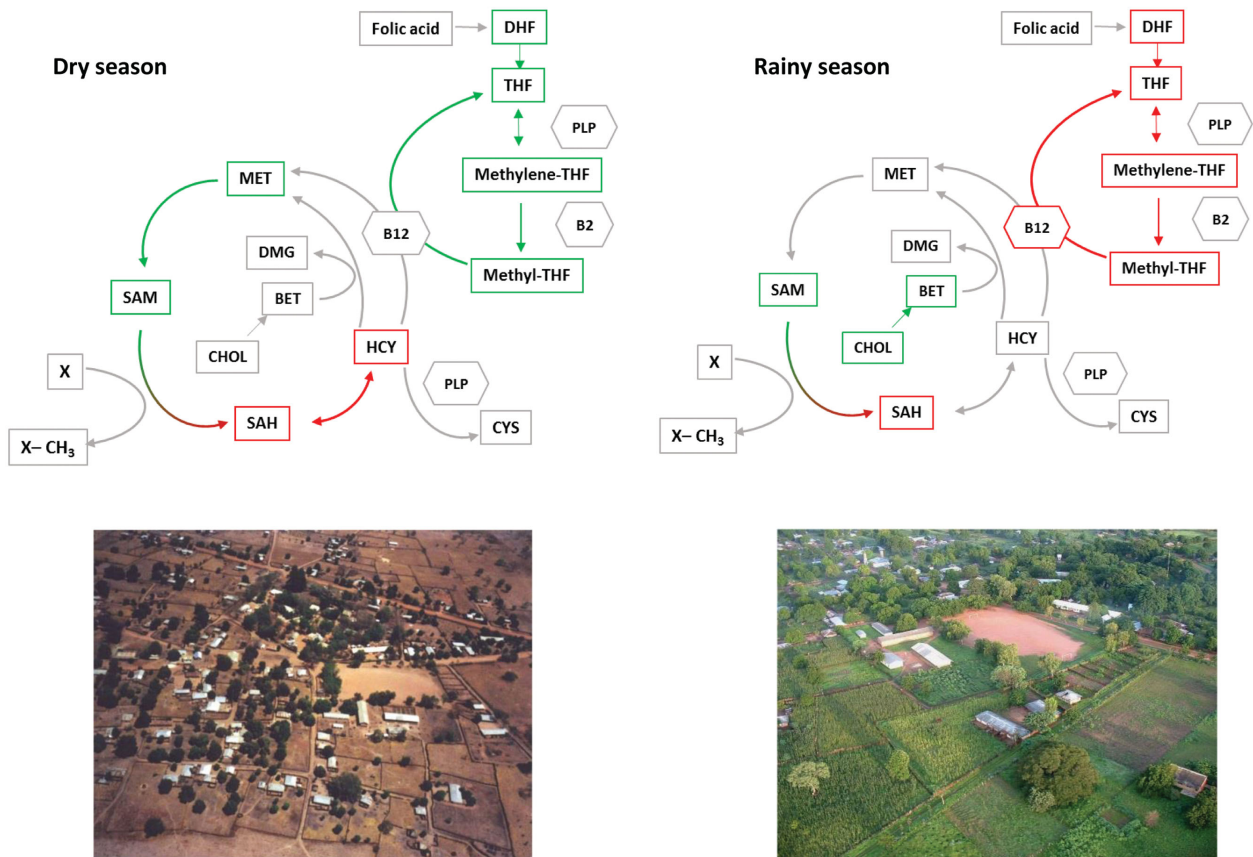 Dry season
Folic acid
DHF
THF
PLP
Methylene-THF
B2
Methyl-THF
MET
B12
DMG
BET
CHOL
SAM
HCY
X
PLP
SAH
CYS
X– CH₃
Rainy season
Folic acid
DHF
THF
PLP
Methylene-THF
B2
Methyl-THF
MET
B12
DMG
BET
CHOL
SAM
HCY
X
PLP
SAH
CYS
X– CH₃